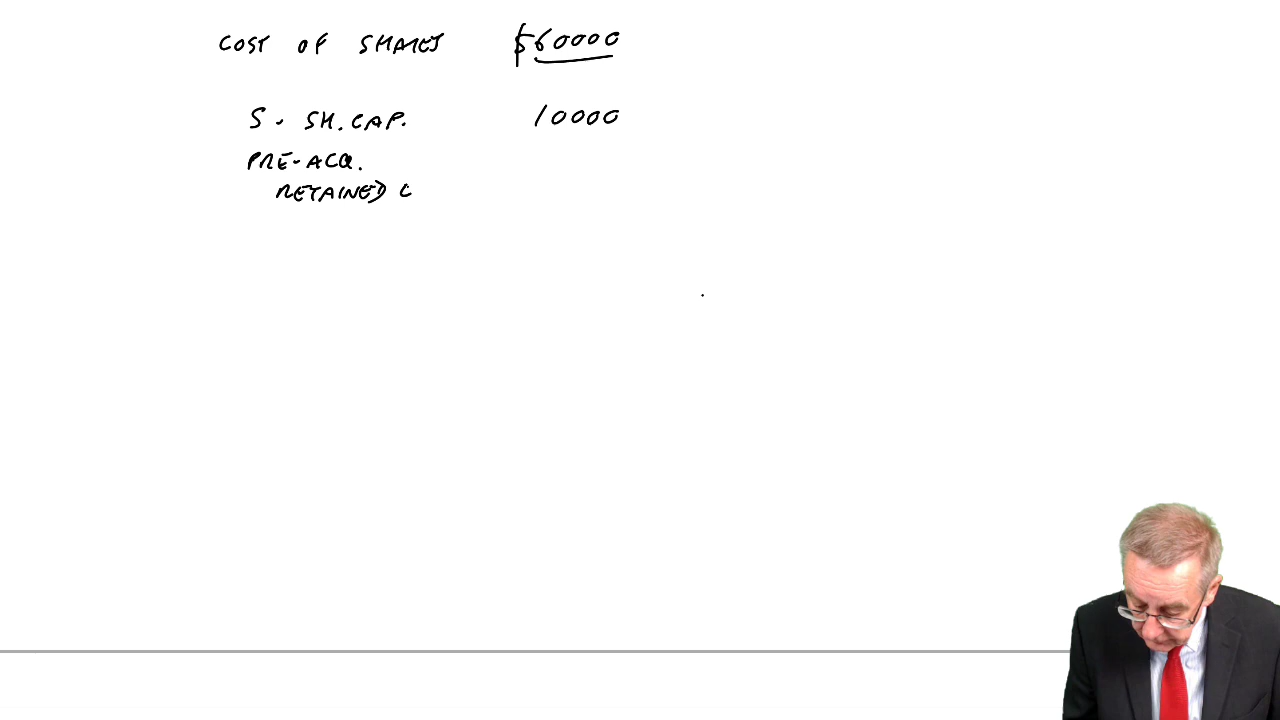 COST OF SHARES $60000
S. SH. CAP. 10000
PRE-ACQ.
RETAINED